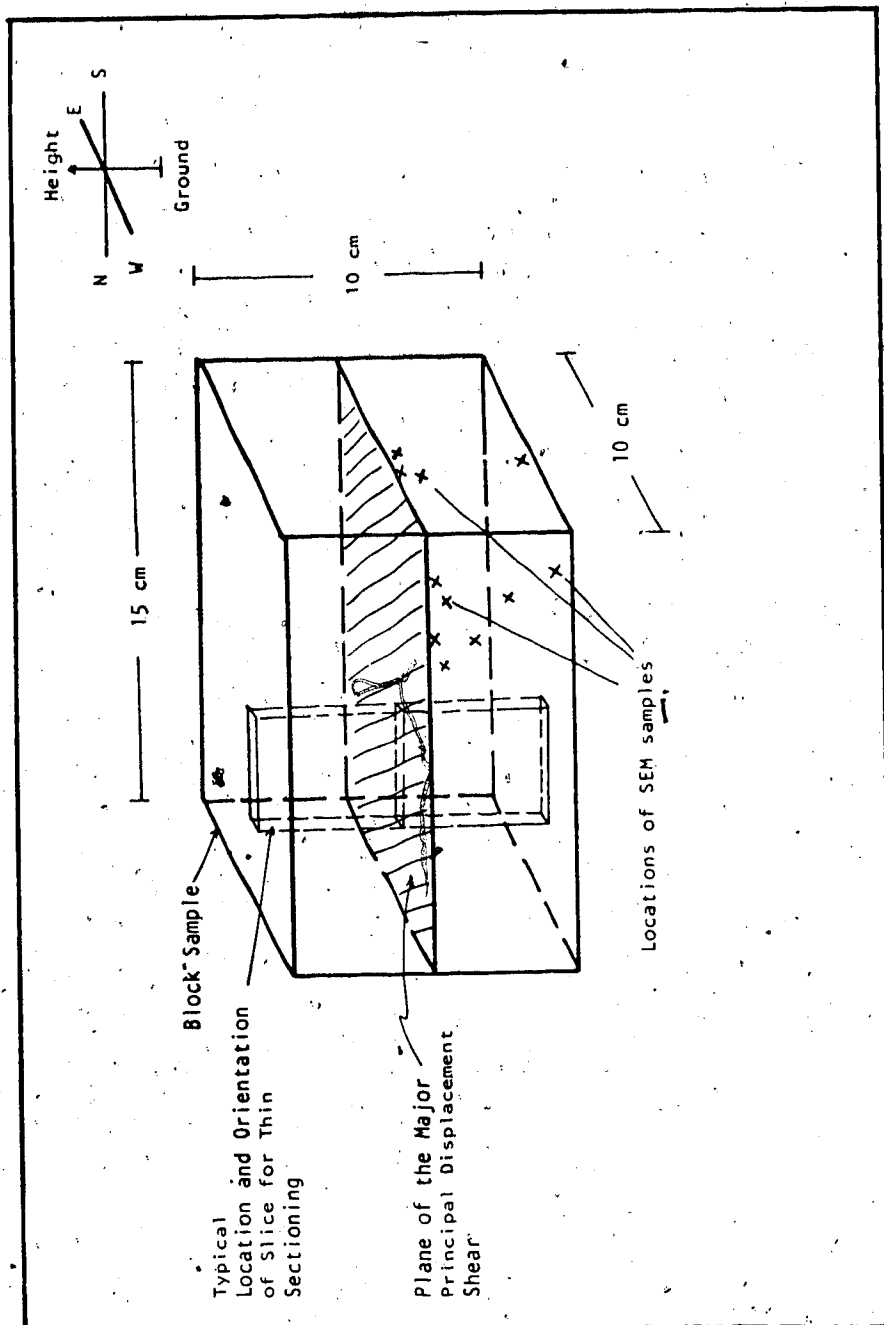 Height
N
S
E
W
Ground
15 cm
10 cm
10 cm
Block Sample
Typical
Location and Orientation
of Slice for Thin
Sectioning
Plane of the Major
Principal Displacement
Shear
Locations of SEM samples